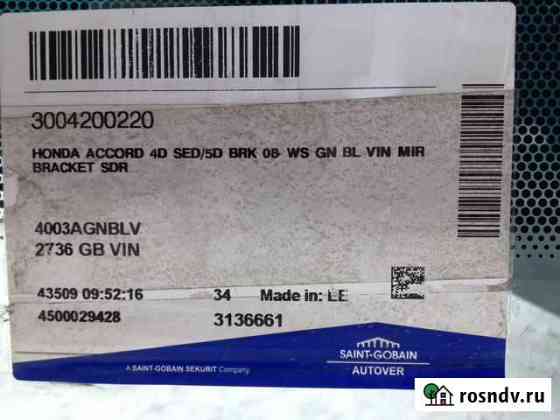 3004200220
HONDA ACCORD 4D SED/5D BRK 08- WS GN BL VIN MIR
BRACKET SDR
4003AGNBLV
2736 GB VIN
43509 09:52:16 34 Made in: EE
4500029428 3136661
SAINT-GOBAIN
AUTOVER
A SAINT-GOBAIN SEKURIT Company
rosndv.ru